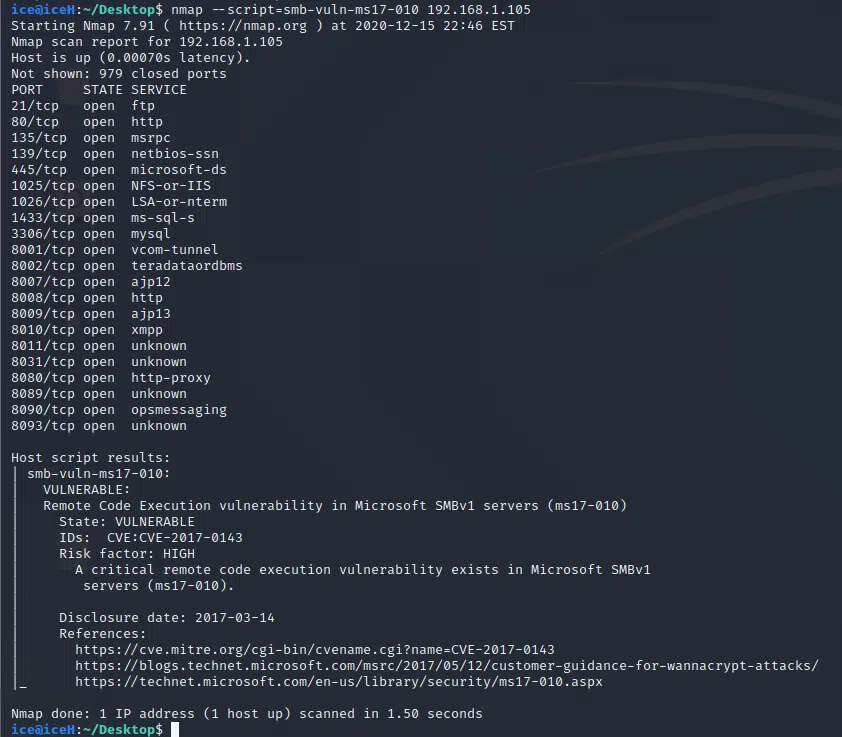 ice@iceH:~/Desktop$ nmap --script=smb-vuln-ms17-010 192.168.1.105
Starting Nmap 7.91 ( https://nmap.org ) at 2020-12-15 22:46 EST
Nmap scan report for 192.168.1.105
Host is up (0.00070s latency).
Not shown: 979 closed ports
PORT     STATE SERVICE
21/tcp   open  ftp
80/tcp   open  http
135/tcp  open  msrpc
139/tcp  open  netbios-ssn
445/tcp  open  microsoft-ds
1025/tcp open  NFS-or-IIS
1026/tcp open  LSA-or-nterm
1433/tcp open  ms-sql-s
3306/tcp open  mysql
8001/tcp open  vcom-tunnel
8002/tcp open  teradataordbms
8007/tcp open  ajp12
8008/tcp open  http
8009/tcp open  ajp13
8010/tcp open  xmpp
8011/tcp open  unknown
8031/tcp open  unknown
8080/tcp open  http-proxy
8089/tcp open  unknown
8090/tcp open  opsmessaging
8093/tcp open  unknown

Host script results:
| smb-vuln-ms17-010:
|   VULNERABLE:
|   Remote Code Execution vulnerability in Microsoft SMBv1 servers (ms17-010)
|     State: VULNERABLE
|     IDs:  CVE:CVE-2017-0143
|     Risk factor: HIGH
|       A critical remote code execution vulnerability exists in Microsoft SMBv1
|        servers (ms17-010).
|
|     Disclosure date: 2017-03-14
|     References:
|       https://cve.mitre.org/cgi-bin/cvename.cgi?name=CVE-2017-0143
|       https://blogs.technet.microsoft.com/msrc/2017/05/12/customer-guidance-for-wannacrypt-attacks/
|_      https://technet.microsoft.com/en-us/library/security/ms17-010.aspx

Nmap done: 1 IP address (1 host up) scanned in 1.50 seconds
ice@iceH:~/Desktop$